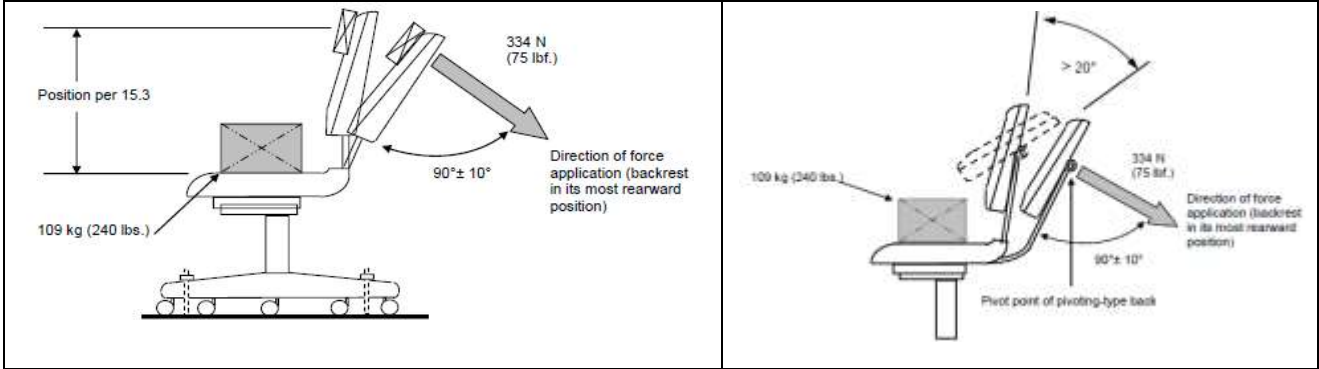 334 N
(75 lbf.)
Position per 15.3
90°± 10°
Direction of force
application (backrest
in its most rearward
position)
109 kg (240 lbs.)
> 20°
109 kg (240 lbs.)
334 N
(75 lbf.)
Direction of force
application (backrest
in its most rearward
position)
90°± 10°
Pivot point of pivoting-type back